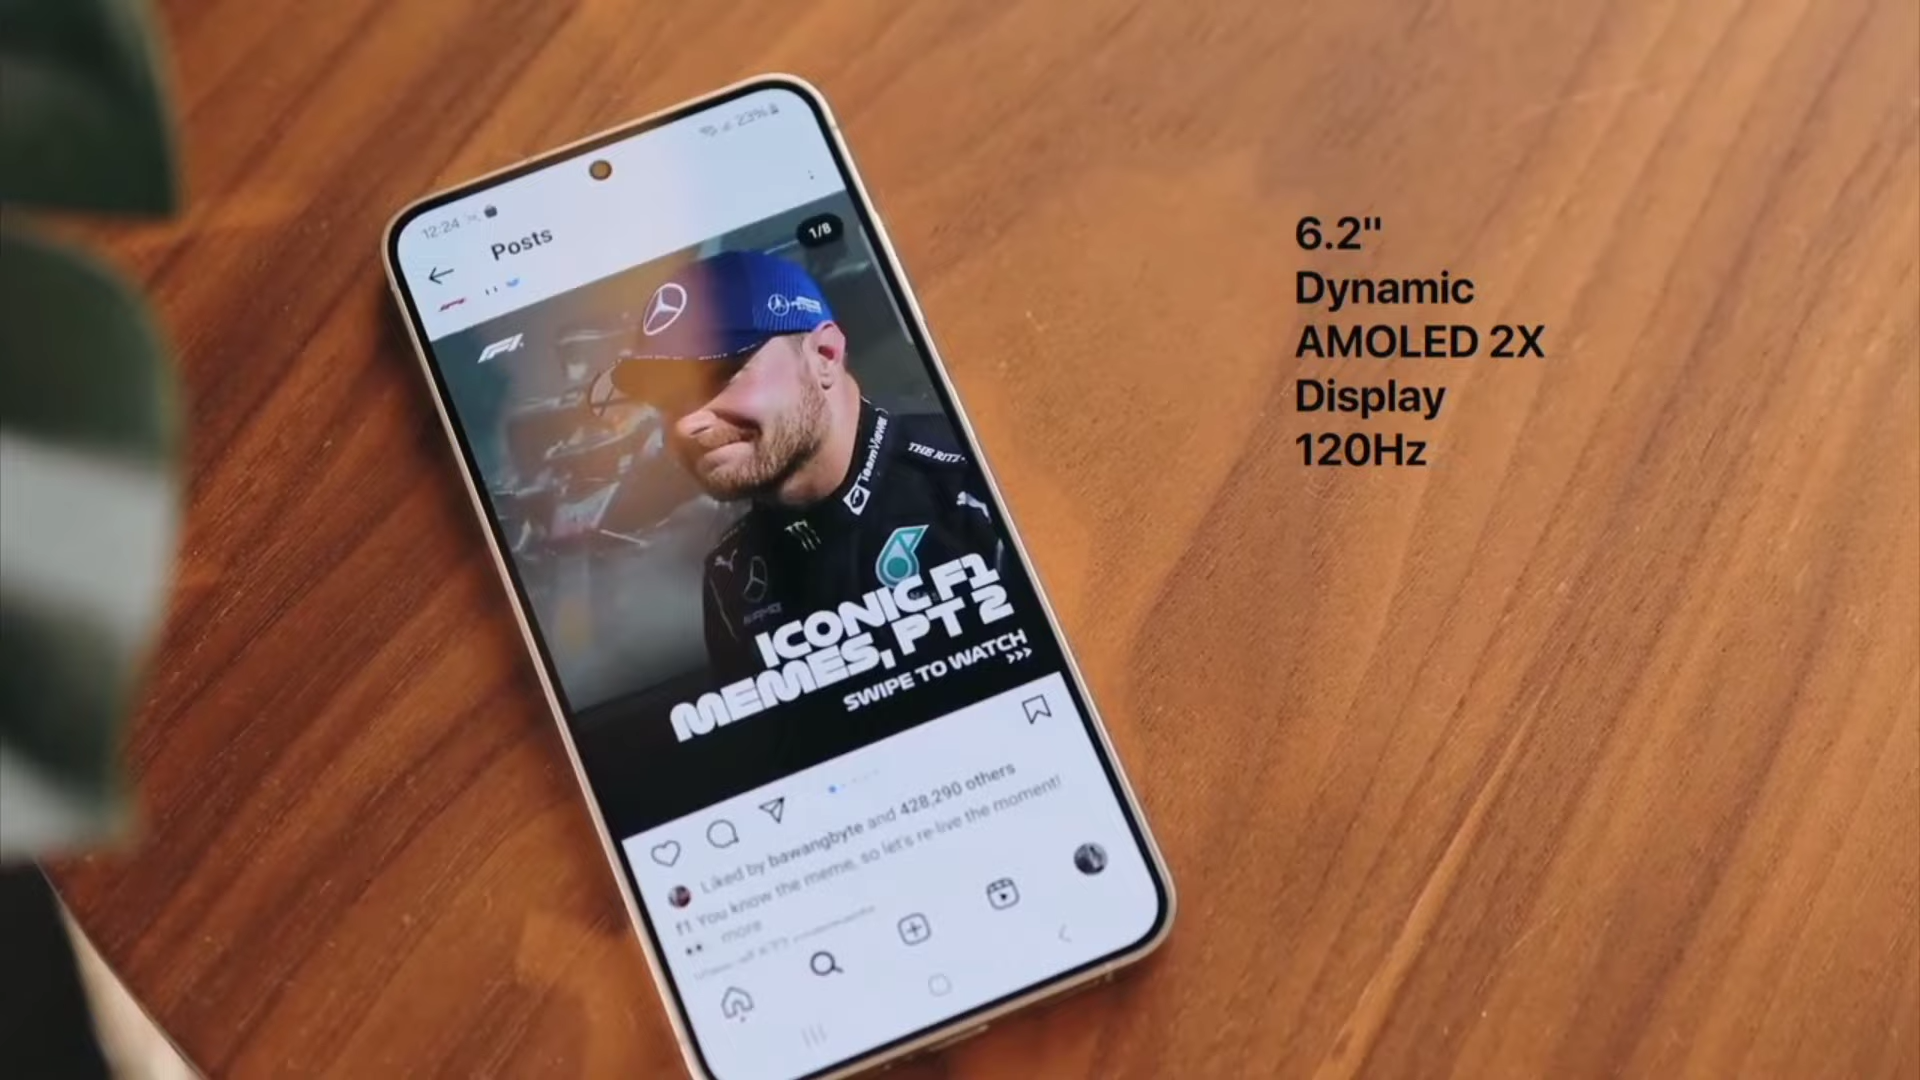 23%
12:24
Posts
1/8
F1
TeamViewer
THE RITZ
ICONIC F1
MEMES, PT 2
SWIPE TO WATCH
>>>
Liked by bawangbyte and 428,290 others
f1 You know the meme, so let's re-live the moment!
more
6.2"
Dynamic
AMOLED 2X
Display
120Hz